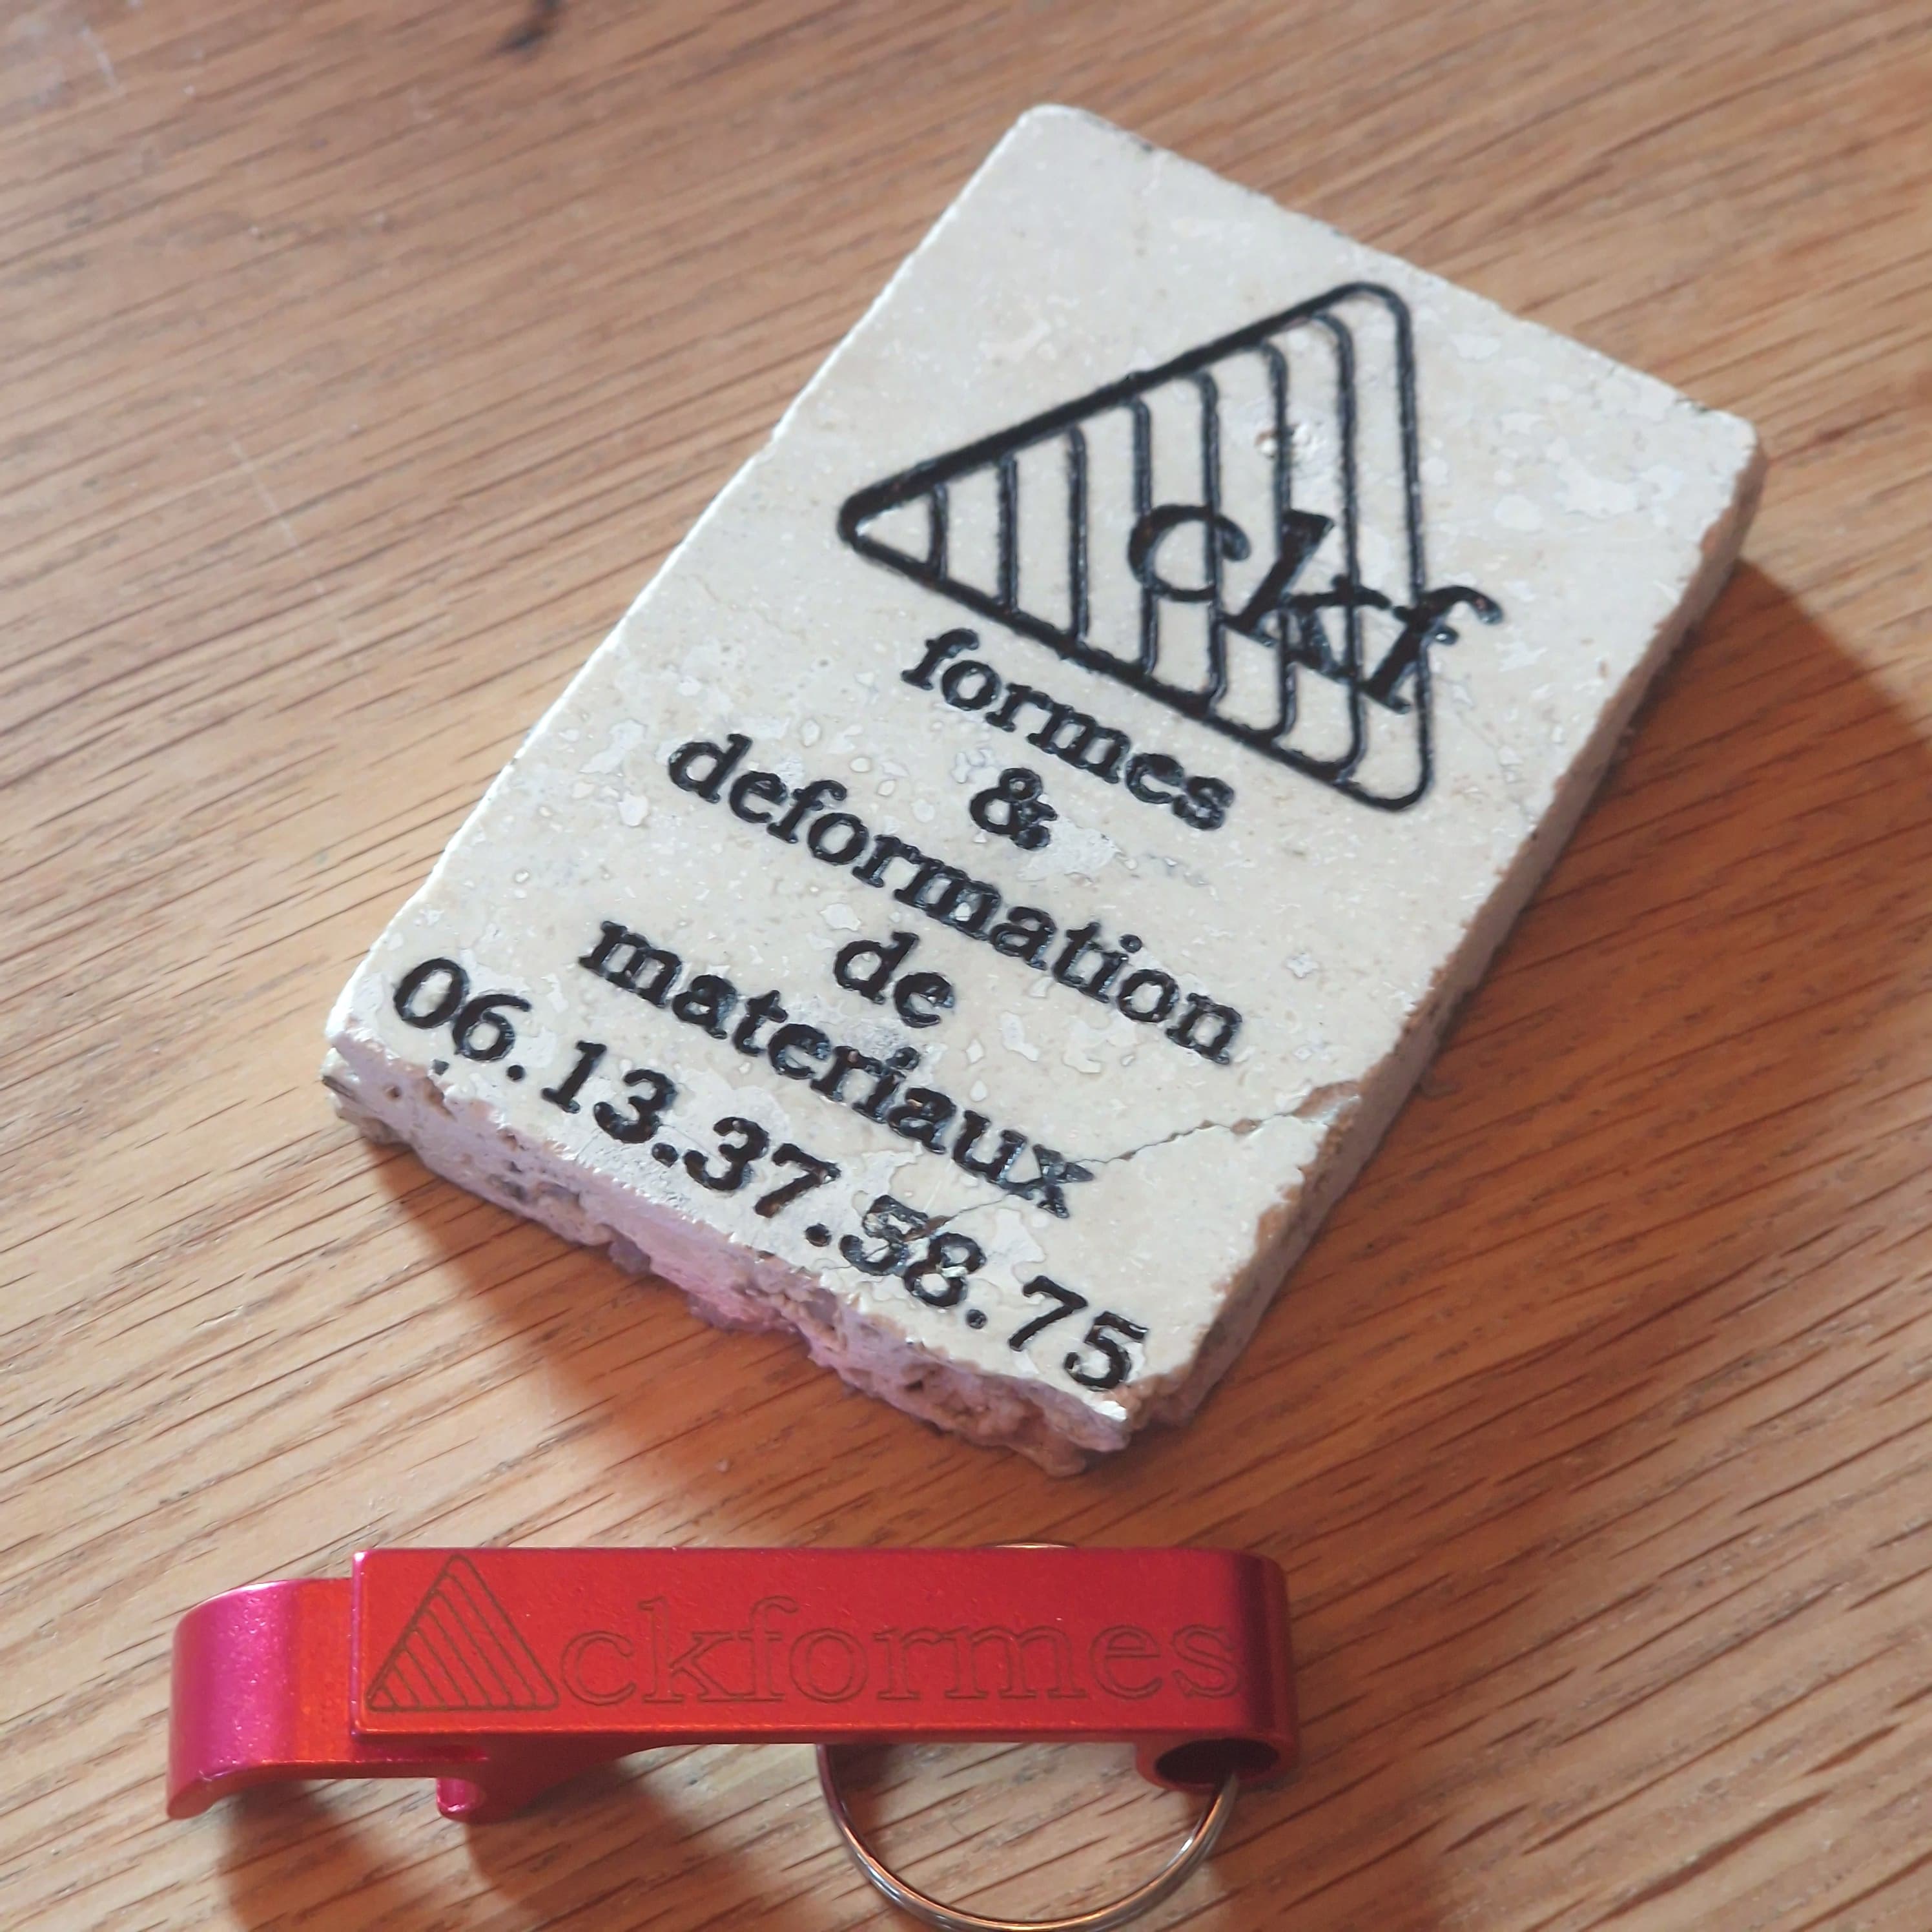 ckf
formes
&
deformation
de
materiaux
06.13.37.58.75
ckformes